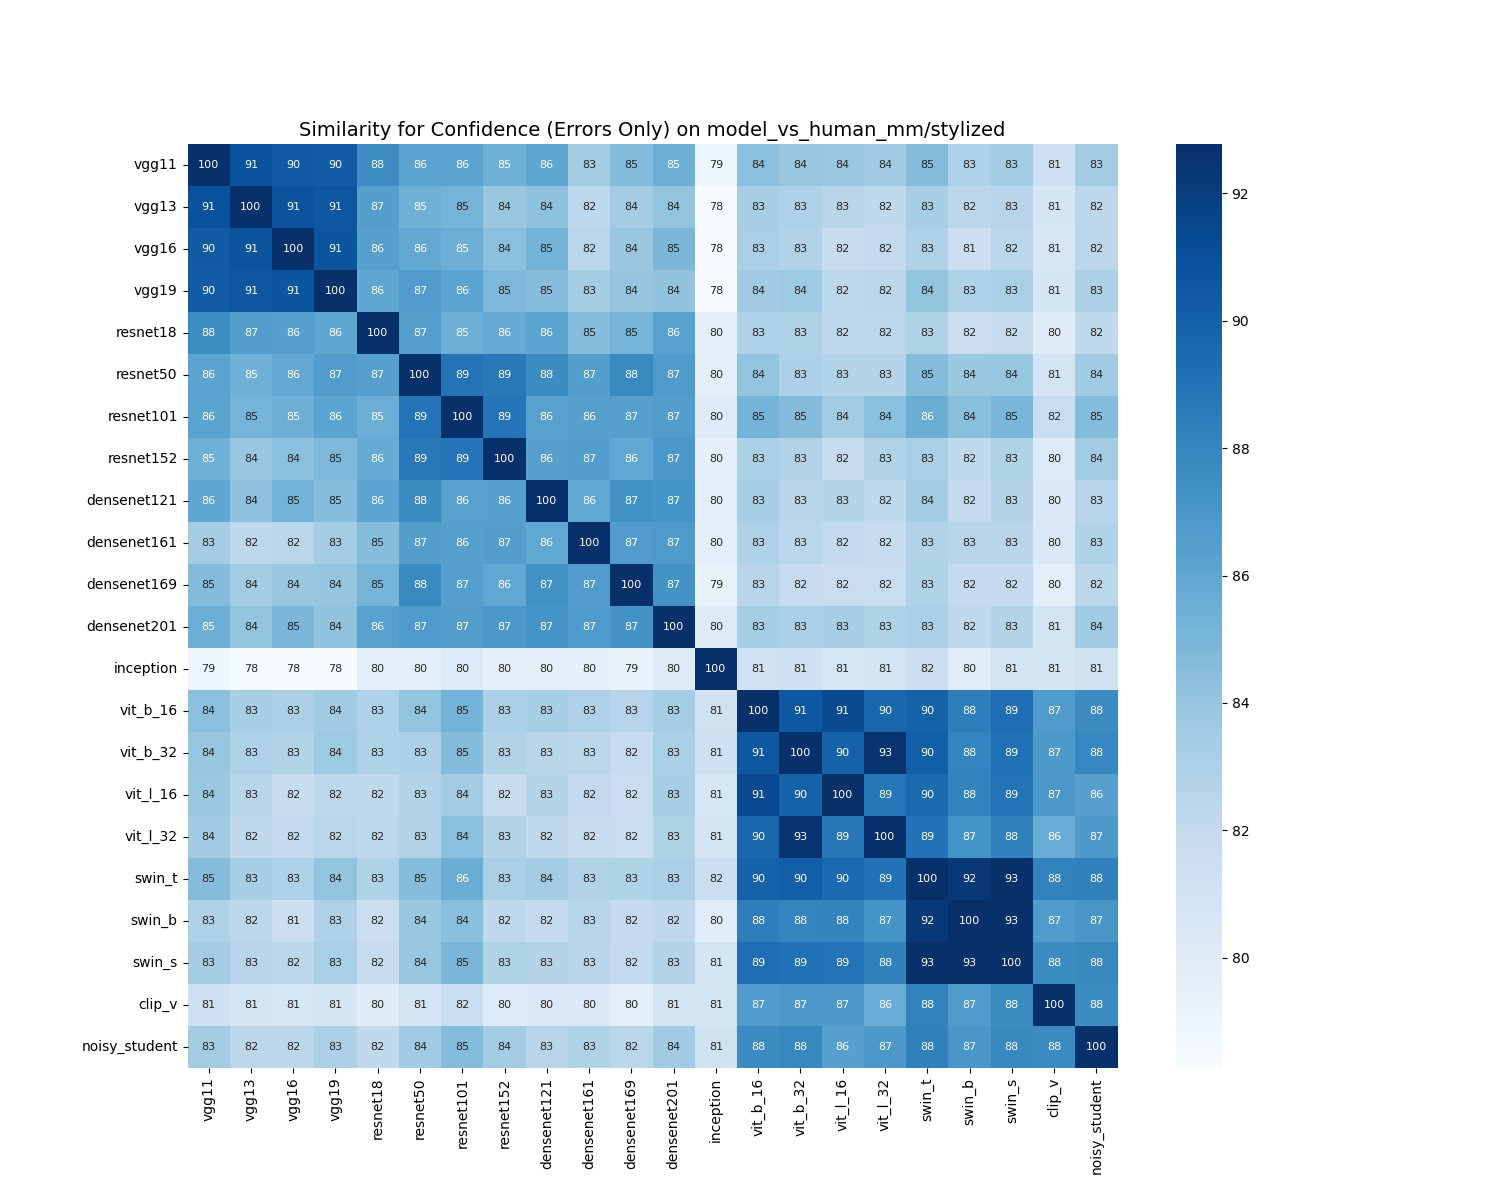 Similarity for Confidence (Errors Only) on model_vs_human_mm/stylized
vgg11 100 91 90 90 88 86 86 85 86 83 85 85 79 84 84 84 84 85 83 83 81 83
vgg13 91 100 91 91 87 85 85 84 84 82 84 84 78 83 83 83 82 83 82 83 81 82
vgg16 90 91 100 91 86 86 85 84 85 82 84 85 78 83 83 82 82 83 81 82 81 82
vgg19 90 91 91 100 86 87 86 85 85 83 84 84 78 84 84 82 82 84 83 83 81 83
resnet18 88 87 86 86 100 87 85 86 86 85 85 86 80 83 83 82 82 83 82 82 80 82
resnet50 86 85 86 87 87 100 89 89 88 87 88 87 80 84 83 83 83 85 84 84 81 84
resnet101 86 85 85 86 85 89 100 89 86 86 87 87 80 85 85 84 84 86 84 85 82 85
resnet152 85 84 84 85 86 89 89 100 86 87 86 87 80 83 83 82 83 83 82 83 80 84
densenet121 86 84 85 85 86 88 86 86 100 86 87 87 80 83 83 83 82 84 82 83 80 83
densenet161 83 82 82 83 85 87 86 87 86 100 87 87 80 83 83 82 82 83 83 83 80 83
densenet169 85 84 84 84 85 88 87 86 87 87 100 87 79 83 82 82 82 83 82 82 80 82
densenet201 85 84 85 84 86 87 87 87 87 87 87 100 80 83 83 83 83 83 82 83 81 84
inception 79 78 78 78 80 80 80 80 80 80 79 80 100 81 81 81 81 82 80 81 81 81
vit_b_16 84 83 83 84 83 84 85 83 83 83 83 83 81 100 91 91 90 90 88 89 87 88
vit_b_32 84 83 83 84 83 83 85 83 83 83 82 83 81 91 100 90 93 90 88 89 87 88
vit_l_16 84 83 82 82 82 83 84 82 83 82 82 83 81 91 90 100 89 90 88 89 87 86
vit_l_32 84 82 82 82 82 83 84 83 82 82 82 83 81 90 93 89 100 89 87 88 86 87
swin_t 85 83 83 84 83 85 86 83 84 83 83 83 82 90 90 90 89 100 92 93 88 88
swin_b 83 82 81 83 82 84 84 82 82 83 82 82 80 88 88 88 87 92 100 93 87 87
swin_s 83 83 82 83 82 84 85 83 83 83 82 83 81 89 89 89 88 93 93 100 88 88
clip_v 81 81 81 81 80 81 82 80 80 80 80 81 81 87 87 87 86 88 87 88 100 88
noisy_student 83 82 82 83 82 84 85 84 83 83 82 84 81 88 88 86 87 88 87 88 88 100
vgg11 vgg13 vgg16 vgg19 resnet18 resnet50 resnet101 resnet152 densenet121 densenet161 densenet169 densenet201 inception vit_b_16 vit_b_32 vit_l_16 vit_l_32 swin_t swin_b swin_s clip_v noisy_student
92
90
88
86
84
82
80